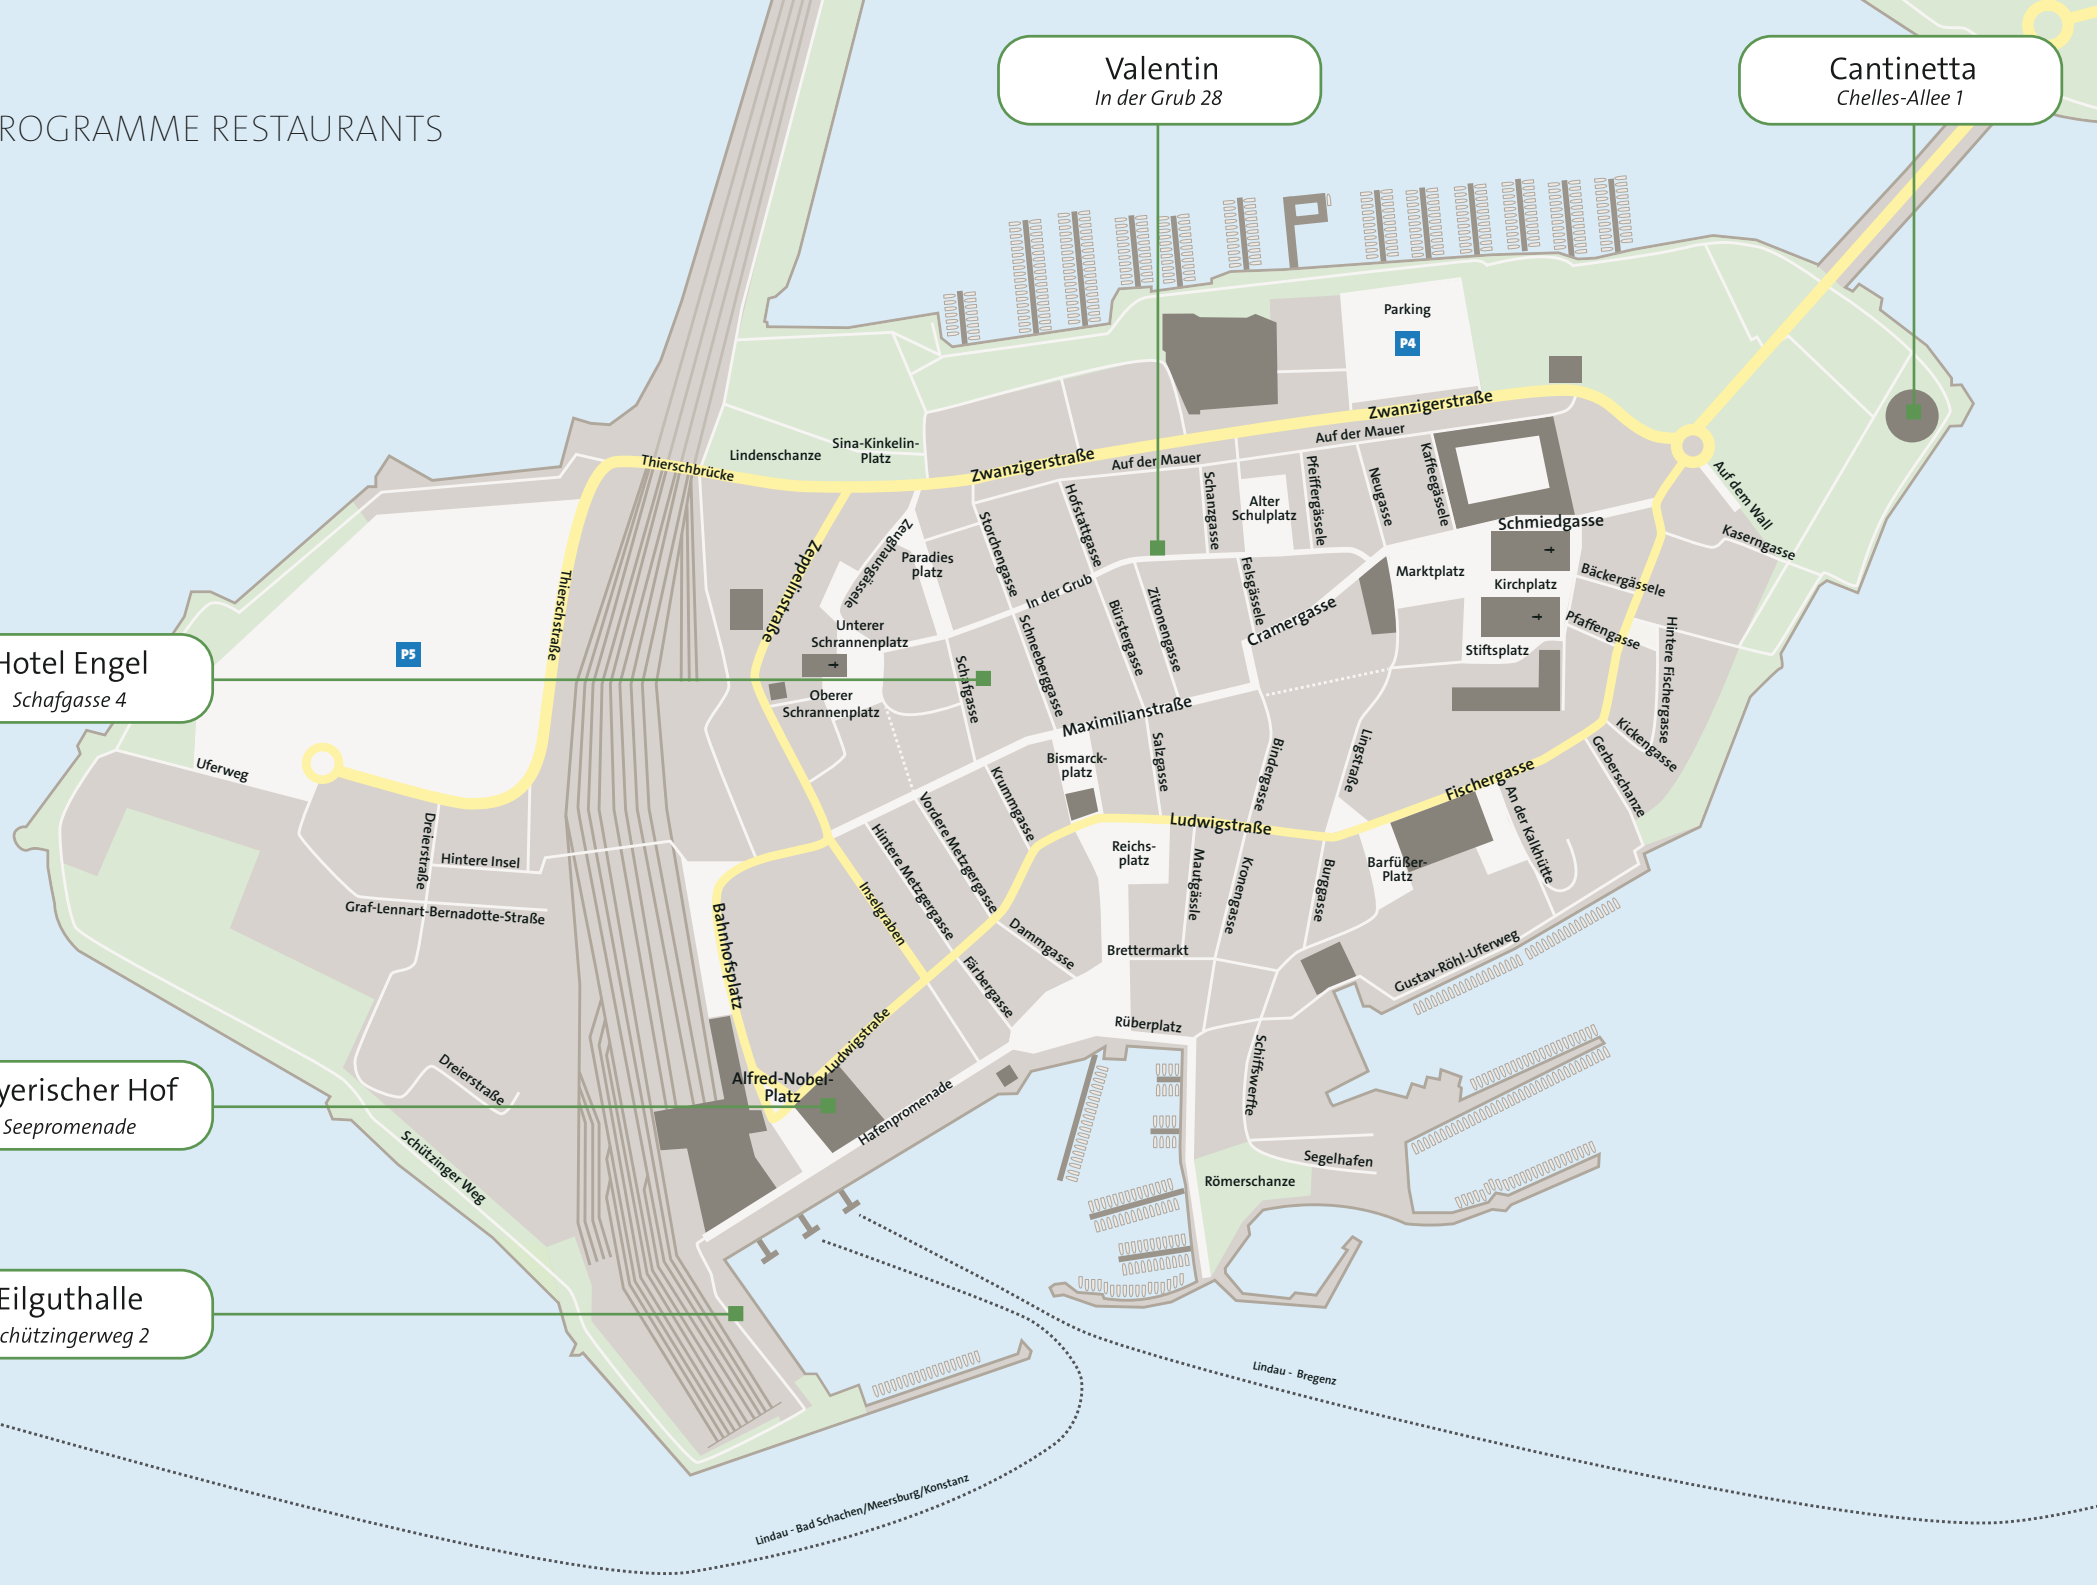 ROGRAMME RESTAURANTS
Valentin
In der Grub 28
Cantinetta
Chelles-Allee 1
Parking
P4
Zwanzigerstraße
Auf der Mauer
Lindenschanze
Sina-Kinkelin-
Platz
Thierschbrücke
Zwanzigerstraße
Auf der Mauer
Kaffeegässele
Neugasse
Pfeiffergässele
Schanzgasse
Alter
Schulplatz
Hofstattgasse
Storchengasse
Zeughausgässele
Paradies
platz
Zeppelinstraße
Thierschstraße
Auf dem Wall
Schmiedgasse
Kaserngasse
Marktplatz
Kirchplatz
Bäckergässele
Pfaffengasse
Hintere Fischergasse
Stiftsplatz
In der Grub
Felsgässele
Cramergasse
Zitronengasse
Bürstergasse
Schneeberggasse
Unterer
Schrannenplatz
Oberer
Schrannenplatz
Schafgasse
P5
Hotel Engel
Schafgasse 4
Maximilianstraße
Kickengasse
Gerberschanze
Fischergasse
An der Kalkhütte
Lingstraße
Bindergasse
Salzgasse
Bismarck-
platz
Krummgasse
Vordere Metzgergasse
Hintere Metzgergasse
Uferweg
Dreierstraße
Hintere Insel
Graf-Lennart-Bernadotte-Straße
Ludwigstraße
Reichs-
platz
Mautgässle
Kronengasse
Burggasse
Barfüßer-
Platz
Inselgraben
Bahnhofsplatz
Dammgasse
Färbergasse
Brettermarkt
Gustav-Röhl-Uferweg
Rüberplatz
Schiffswerfte
Ludwigstraße
Alfred-Nobel-
Platz
Hafenpromenade
Dreierstraße
yerischer Hof
Seepromenade
Schützinger Weg
Segelhafen
Römerschanze
Eilguthalle
chützingerweg 2
Lindau - Bregenz
Lindau - Bad Schachen/Meersburg/Konstanz